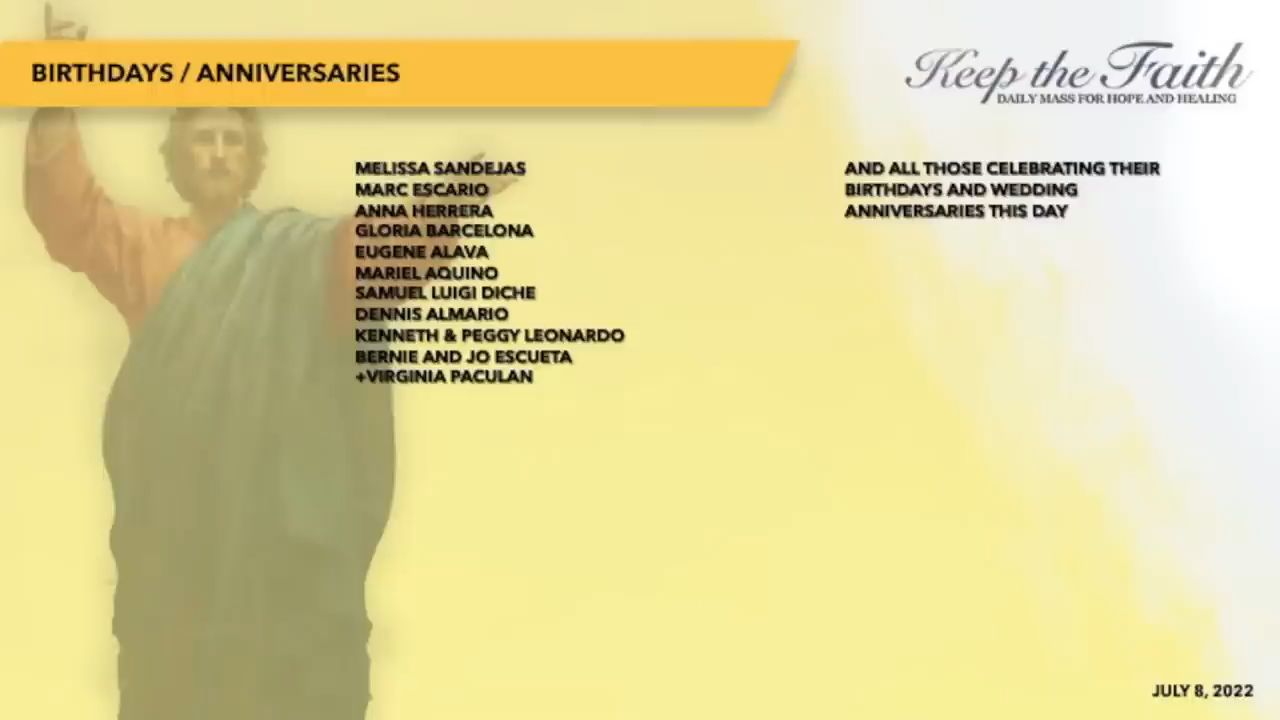 BIRTHDAYS / ANNIVERSARIES
Keep the Faith
DAILY MASS FOR HOPE AND HEALING
MELISSA SANDEJAS
MARC ESCARIO
ANNA HERRERA
GLORIA BARCELONA
EUGENE ALAVA
MARIEL AQUINO
SAMUEL LUIGI DICHE
DENNIS ALMARIO
KENNETH & PEGGY LEONARDO
BERNIE AND JO ESCUETA
+VIRGINIA PACULAN
AND ALL THOSE CELEBRATING THEIR
BIRTHDAYS AND WEDDING
ANNIVERSARIES THIS DAY
JULY 8, 2022